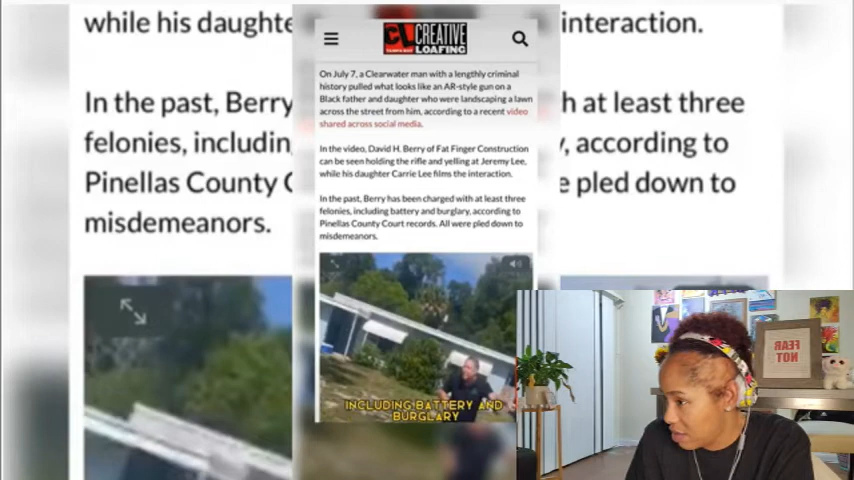 while his daughte
interaction.
In the past, Berry
h at least three
felonies, includin
y, according to
Pinellas County C
e pled down to
misdemeanors.
CL CREATIVE
TAMPA BAY LOAFING
On July 7, a Clearwater man with a lengthly criminal
history pulled what looks like an AR-style gun on a
Black father and daughter who were landscaping a lawn
across the street from him, according to a recent video
shared across social media.
In the video, David H. Berry of Fat Finger Construction
can be seen holding the rifle and yelling at Jeremy Lee,
while his daughter Carrie Lee films the interaction.
In the past, Berry has been charged with at least three
felonies, including battery and burglary, according to
Pinellas County Court records. All were pled down to
misdemeanors.
INCLUDING BATTERY AND
BURGLARY
FEAR
NOT